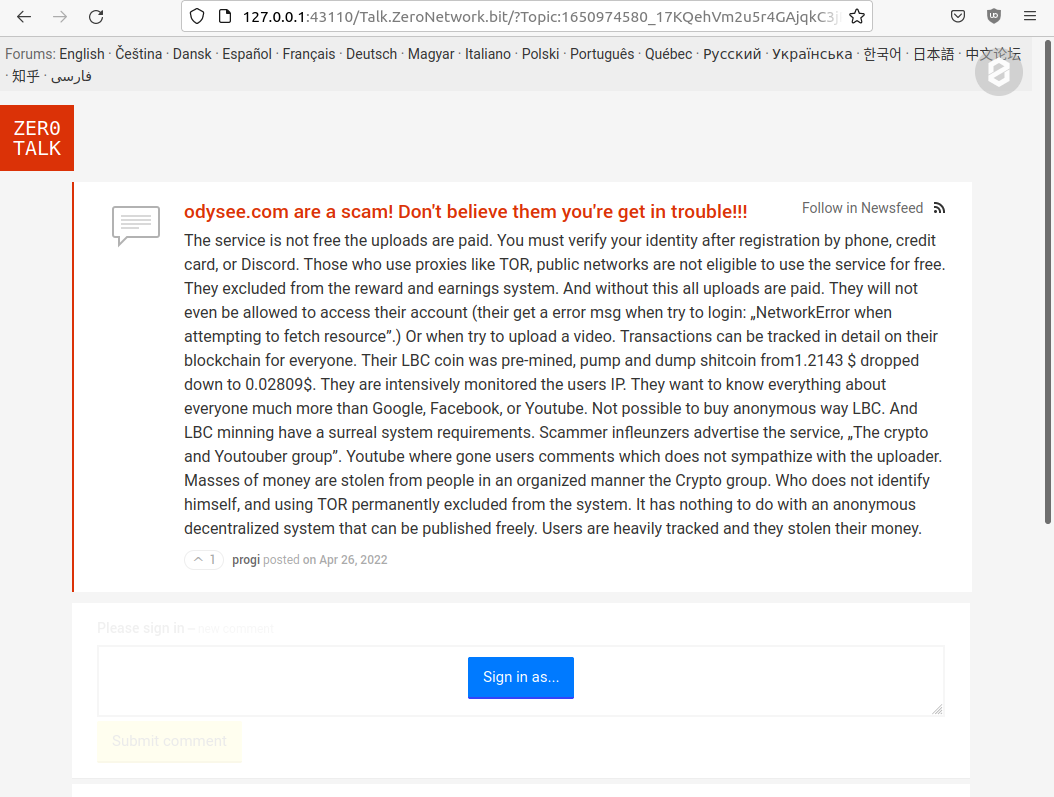 127.0.0.1:43110/Talk.ZeroNetwork.bit/?Topic:1650974580_17KQehVm2u5r4GAjqkC3j
Forums: English · Čeština · Dansk · Español · Français · Deutsch · Magyar · Italiano · Polski · Português · Québec · Русский · Українська · 한국어 · 日本語 · 中文论坛
· 知乎 · فارسی
ZER0
TALK
odysee.com are a scam! Don't believe them you're get in trouble!!!
Follow in Newsfeed
The service is not free the uploads are paid. You must verify your identity after registration by phone, credit
card, or Discord. Those who use proxies like TOR, public networks are not eligible to use the service for free.
They excluded from the reward and earnings system. And without this all uploads are paid. They will not
even be allowed to access their account (their get a error msg when try to login: „NetworkError when
attempting to fetch resource”.) Or when try to upload a video. Transactions can be tracked in detail on their
blockchain for everyone. Their LBC coin was pre-mined, pump and dump shitcoin from1.2143 $ dropped
down to 0.02809$. They are intensively monitored the users IP. They want to know everything about
everyone much more than Google, Facebook, or Youtube. Not possible to buy anonymous way LBC. And
LBC minning have a surreal system requirements. Scammer infleunzers advertise the service, „The crypto
and Youtouber group”. Youtube where gone users comments which does not sympathize with the uploader.
Masses of money are stolen from people in an organized manner the Crypto group. Who does not identify
himself, and using TOR permanently excluded from the system. It has nothing to do with an anonymous
decentralized system that can be published freely. Users are heavily tracked and they stolen their money.
1 progi posted on Apr 26, 2022
Please sign in – new comment
Sign in as...
Submit comment